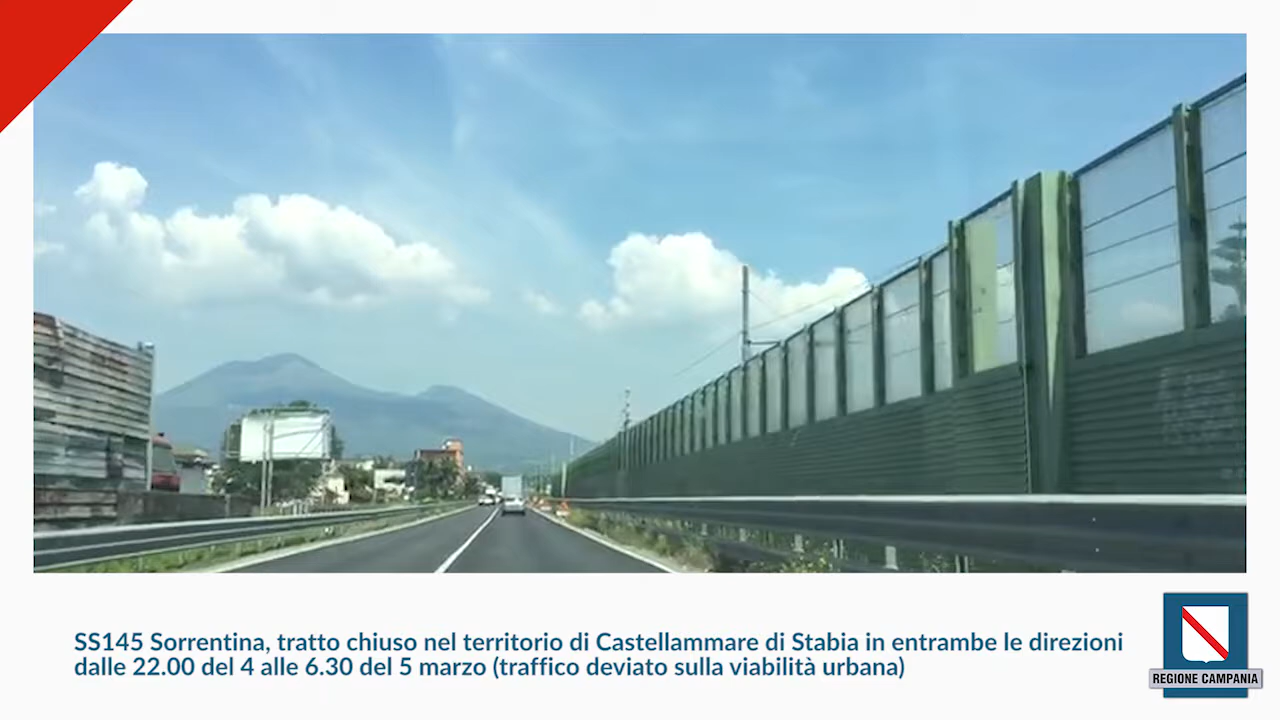 SS145 Sorrentina, tratto chiuso nel territorio di Castellammare di Stabia in entrambe le direzioni
dalle 22.00 del 4 alle 6.30 del 5 marzo (traffico deviato sulla viabilità urbana)
REGIONE CAMPANIA